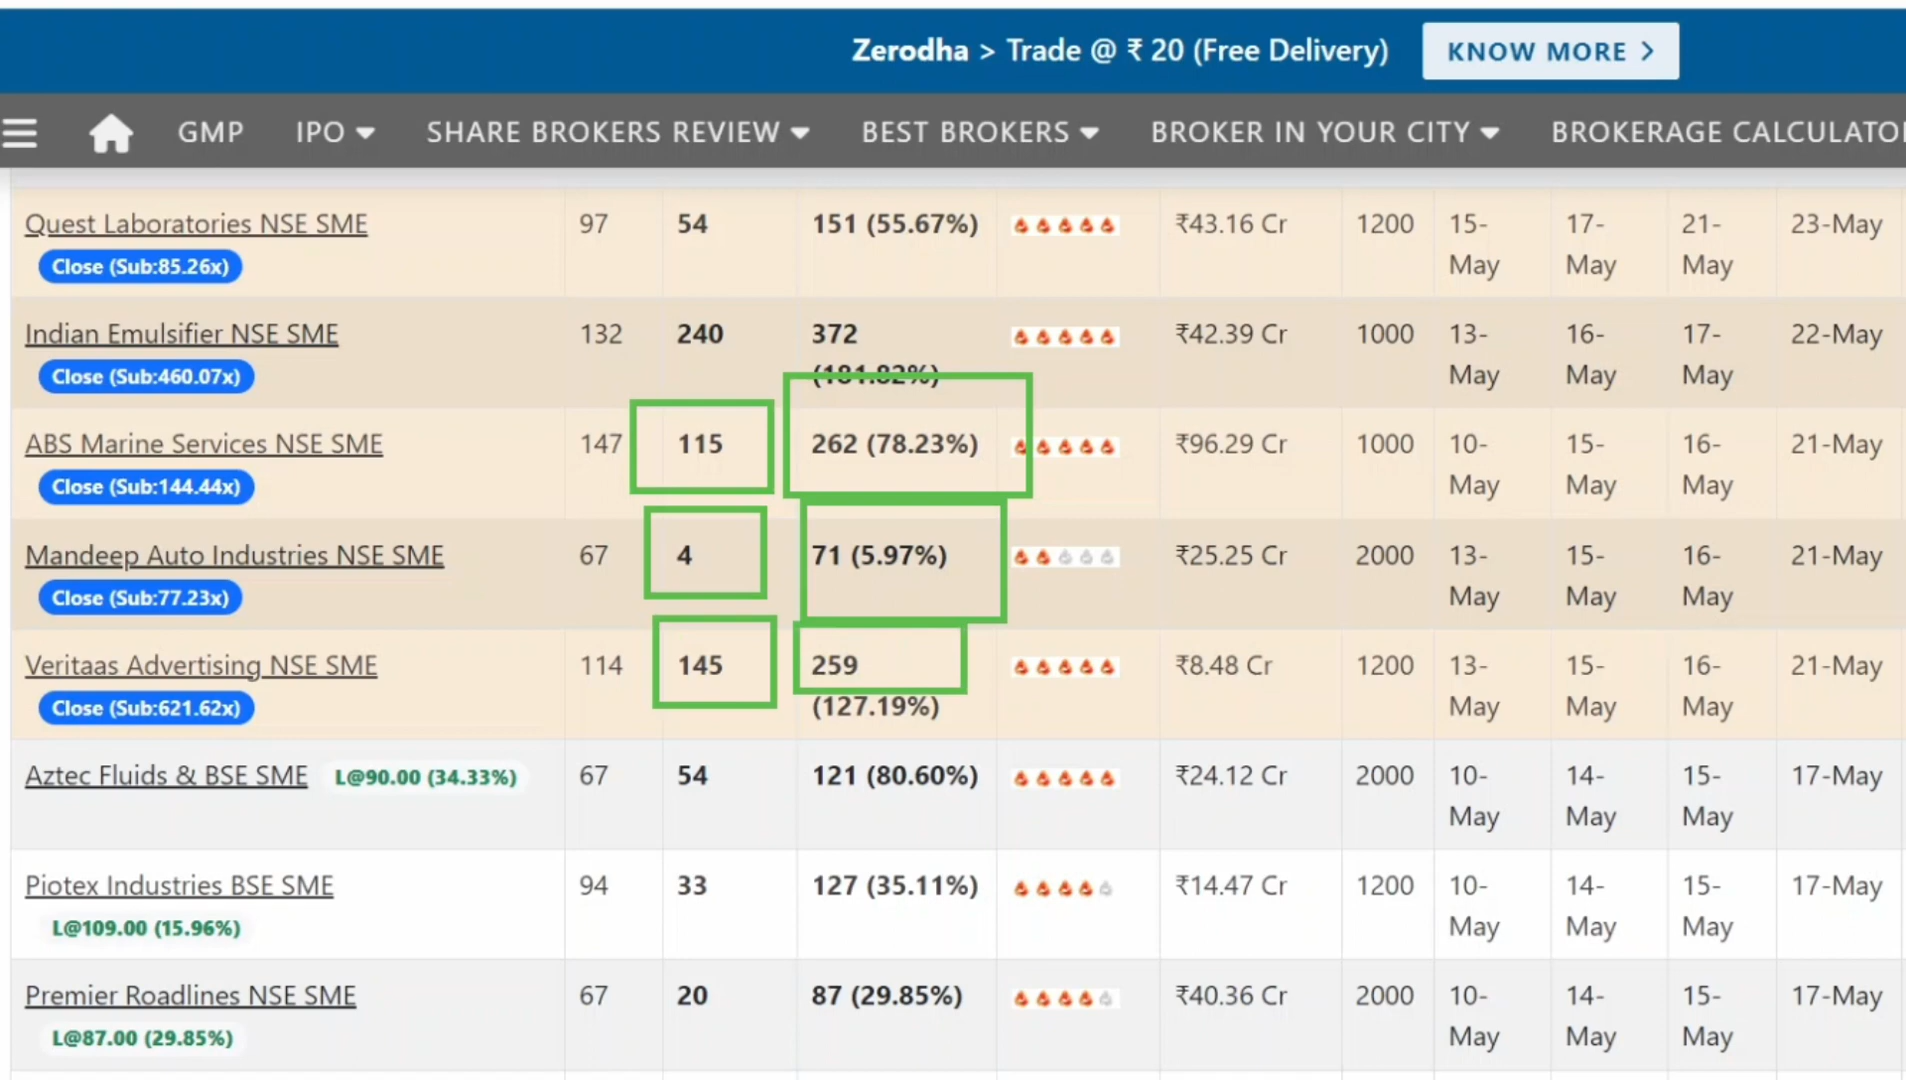 Zerodha > Trade @ ₹ 20 (Free Delivery) KNOW MORE >
GMP IPO SHARE BROKERS REVIEW BEST BROKERS BROKER IN YOUR CITY BROKERAGE CALCULATO
Quest Laboratories NSE SME 97 54 151 (55.67%) ₹43.16 Cr 1200 15- 17- 21- 23-May
Close (Sub:85.26x) May May May
Indian Emulsifier NSE SME 132 240 372 ₹42.39 Cr 1000 13- 16- 17- 22-May
Close (Sub:460.07x) (181.82%) May May May
ABS Marine Services NSE SME 147 115 262 (78.23%) ₹96.29 Cr 1000 10- 15- 16- 21-May
Close (Sub:144.44x) May May May
Mandeep Auto Industries NSE SME 67 4 71 (5.97%) ₹25.25 Cr 2000 13- 15- 16- 21-May
Close (Sub:77.23x) May May May
Veritaas Advertising NSE SME 114 145 259 ₹8.48 Cr 1200 13- 15- 16- 21-May
Close (Sub:621.62x) (127.19%) May May May
Aztec Fluids & BSE SME L@90.00 (34.33%) 67 54 121 (80.60%) ₹24.12 Cr 2000 10- 14- 15- 17-May
May May May
Piotex Industries BSE SME 94 33 127 (35.11%) ₹14.47 Cr 1200 10- 14- 15- 17-May
L@109.00 (15.96%) May May May
Premier Roadlines NSE SME 67 20 87 (29.85%) ₹40.36 Cr 2000 10- 14- 15- 17-May
L@87.00 (29.85%) May May May